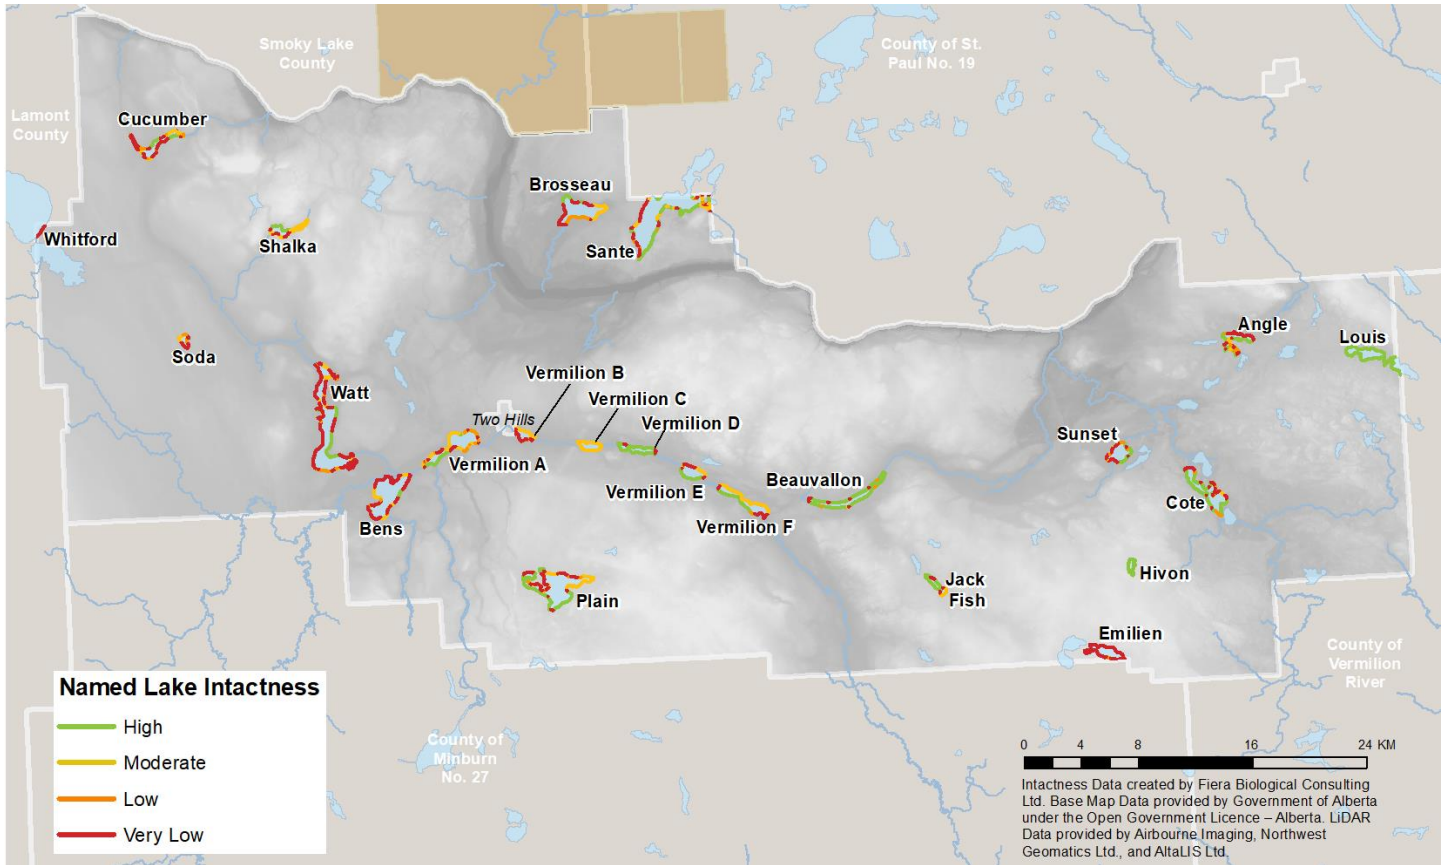 Smoky Lake
County
County of St.
Paul No. 19
Lamont
County
Cucumber
Brosseau
Whitford
Shalka
Sante
Angle
Louis
Soda
Vermilion B
Watt
Vermilion C
Two Hills
Vermilion D
Sunset
Vermilion A
Beauvallon
Vermilion E
Cote
Bens
Vermilion F
Hivon
Jack
Fish
Plain
Emilien
County of
Vermilion
River
Named Lake Intactness
High
Moderate
Low
Very Low
County of
Minburn
No. 27
0 4 8 16 24 KM
Intactness Data created by Fiera Biological Consulting
Ltd. Base Map Data provided by Government of Alberta
under the Open Government Licence – Alberta. LiDAR
Data provided by Airbourne Imaging, Northwest
Geomatics Ltd., and AltaLIS Ltd.